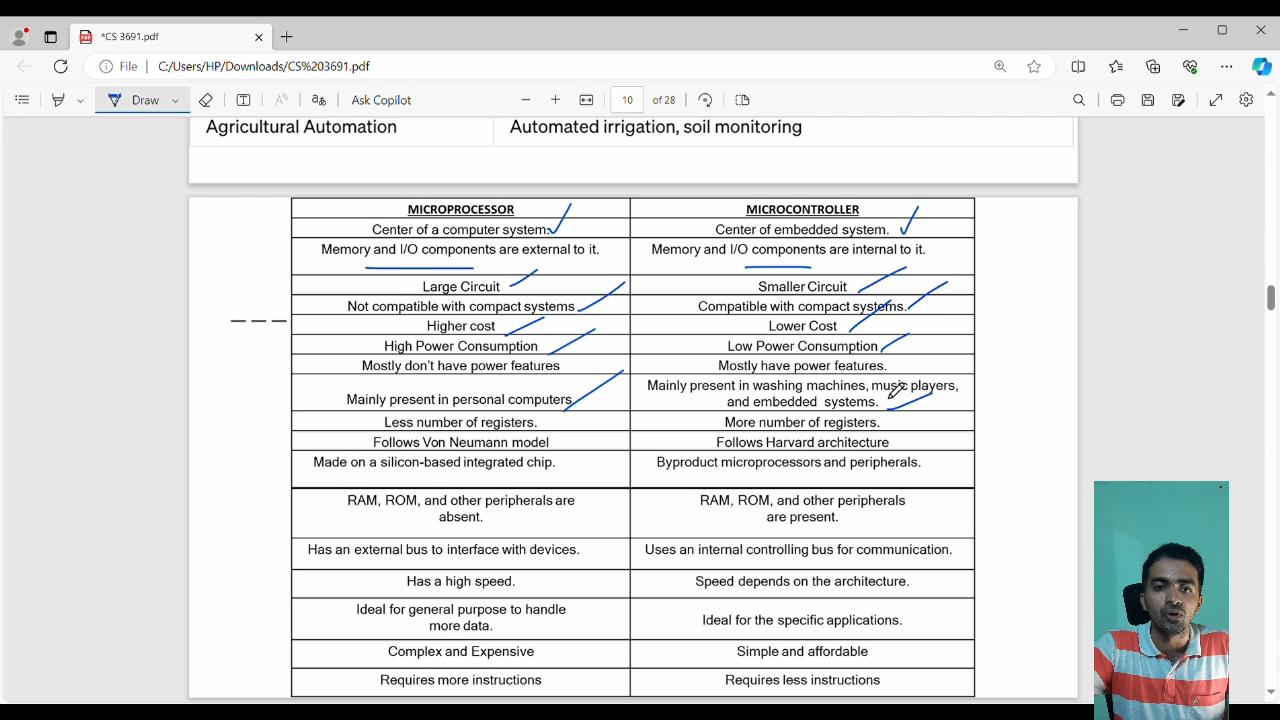 *CS 3691.pdf
File C:/Users/HP/Downloads/CS%203691.pdf
Draw Ask Copilot 10 of 28
Agricultural Automation Automated irrigation, soil monitoring
MICROPROCESSOR MICROCONTROLLER
Center of a computer system. Center of embedded system.
Memory and I/O components are external to it. Memory and I/O components are internal to it.
Large Circuit Smaller Circuit
Not compatible with compact systems Compatible with compact systems.
Higher cost Lower Cost
High Power Consumption Low Power Consumption
Mostly don't have power features Mostly have power features.
Mainly present in personal computers Mainly present in washing machines, music players,
and embedded systems.
Less number of registers. More number of registers.
Follows Von Neumann model Follows Harvard architecture
Made on a silicon-based integrated chip. Byproduct microprocessors and peripherals.
RAM, ROM, and other peripherals are RAM, ROM, and other peripherals
absent. are present.
Has an external bus to interface with devices. Uses an internal controlling bus for communication.
Has a high speed. Speed depends on the architecture.
Ideal for general purpose to handle
more data. Ideal for the specific applications.
Complex and Expensive Simple and affordable
Requires more instructions Requires less instructions